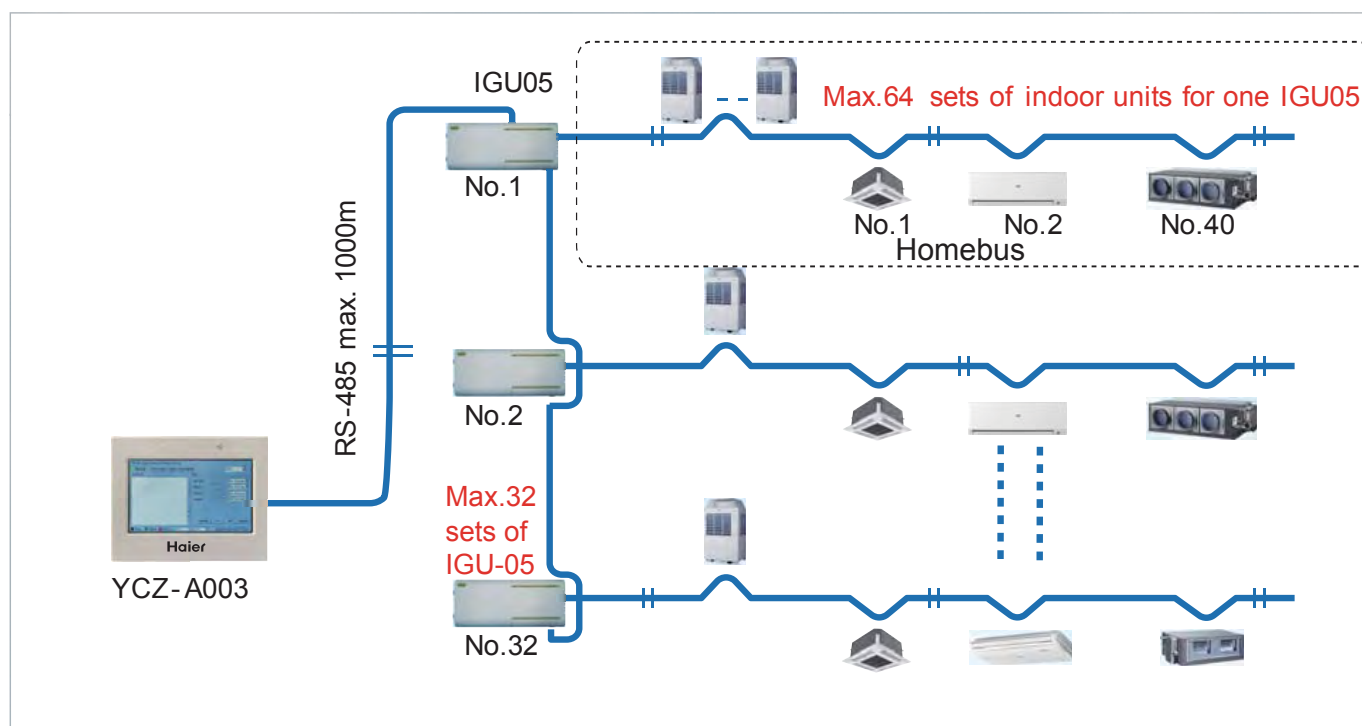 IGU05
Max.64 sets of indoor units for one IGU05
No.1
No.1
No.2
No.40
Homebus
RS-485 max. 1000m
No.2
Max.32
sets of
IGU-05
Haier
YCZ-A003
No.32